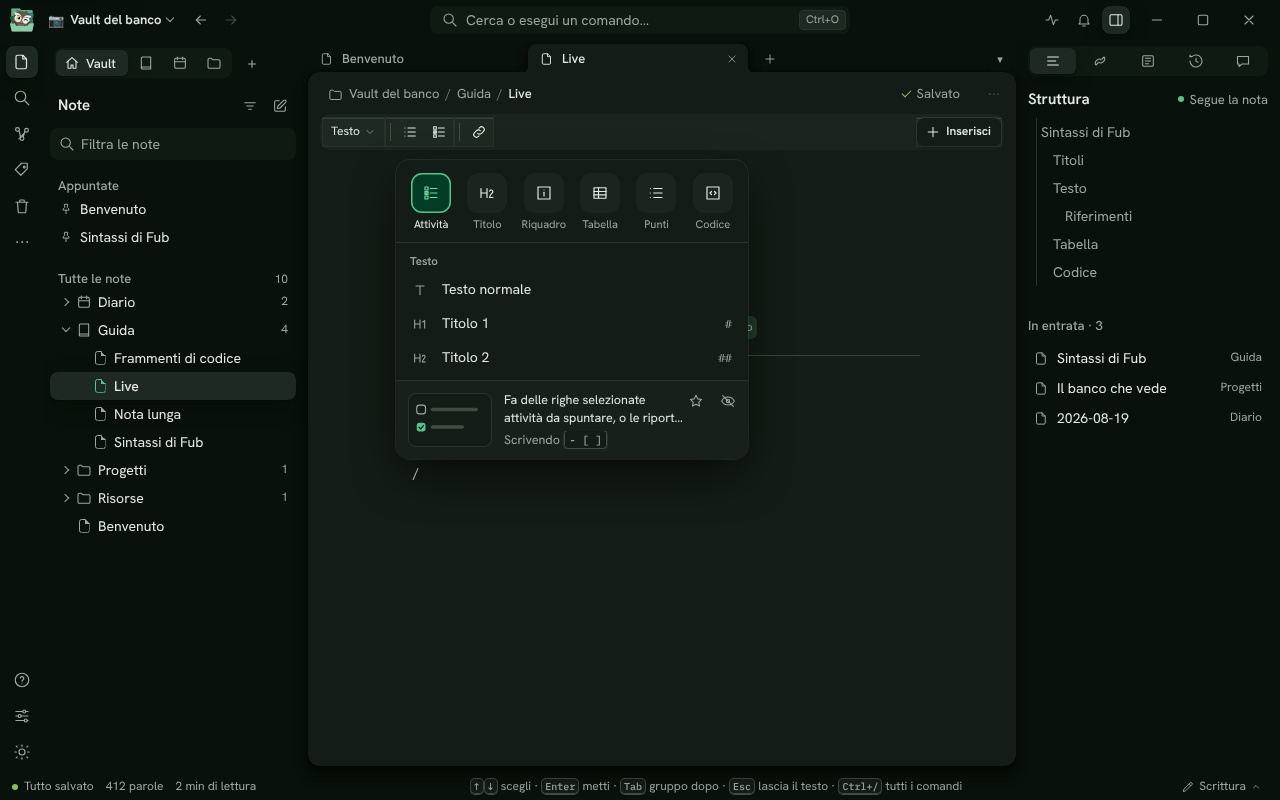 Vault del banco
Cerca o esegui un comando...
Ctrl+O
Vault
Benvenuto
Live
Note
Filtra le note
Appuntate
Benvenuto
Sintassi di Fub
Tutte le note 10
Diario 2
Guida 4
Frammenti di codice
Live
Nota lunga
Sintassi di Fub
Progetti 1
Risorse 1
Benvenuto
Vault del banco / Guida / Live
Salvato
Testo
Inserisci
Attività
H2 Titolo
Riquadro
Tabella
Punti
Codice
Testo
T Testo normale
H1 Titolo 1 #
H2 Titolo 2 ##
Fa delle righe selezionate
attività da spuntare, o le riport...
Scrivendo - [ ]
/
Struttura
Segue la nota
Sintassi di Fub
Titoli
Testo
Riferimenti
Tabella
Codice
In entrata · 3
Sintassi di Fub Guida
Il banco che vede Progetti
2026-08-19 Diario
Tutto salvato 412 parole 2 min di lettura
↑ ↓ scegli · Enter metti · Tab gruppo dopo · Esc lascia il testo · Ctrl+/ tutti i comandi
Scrittura